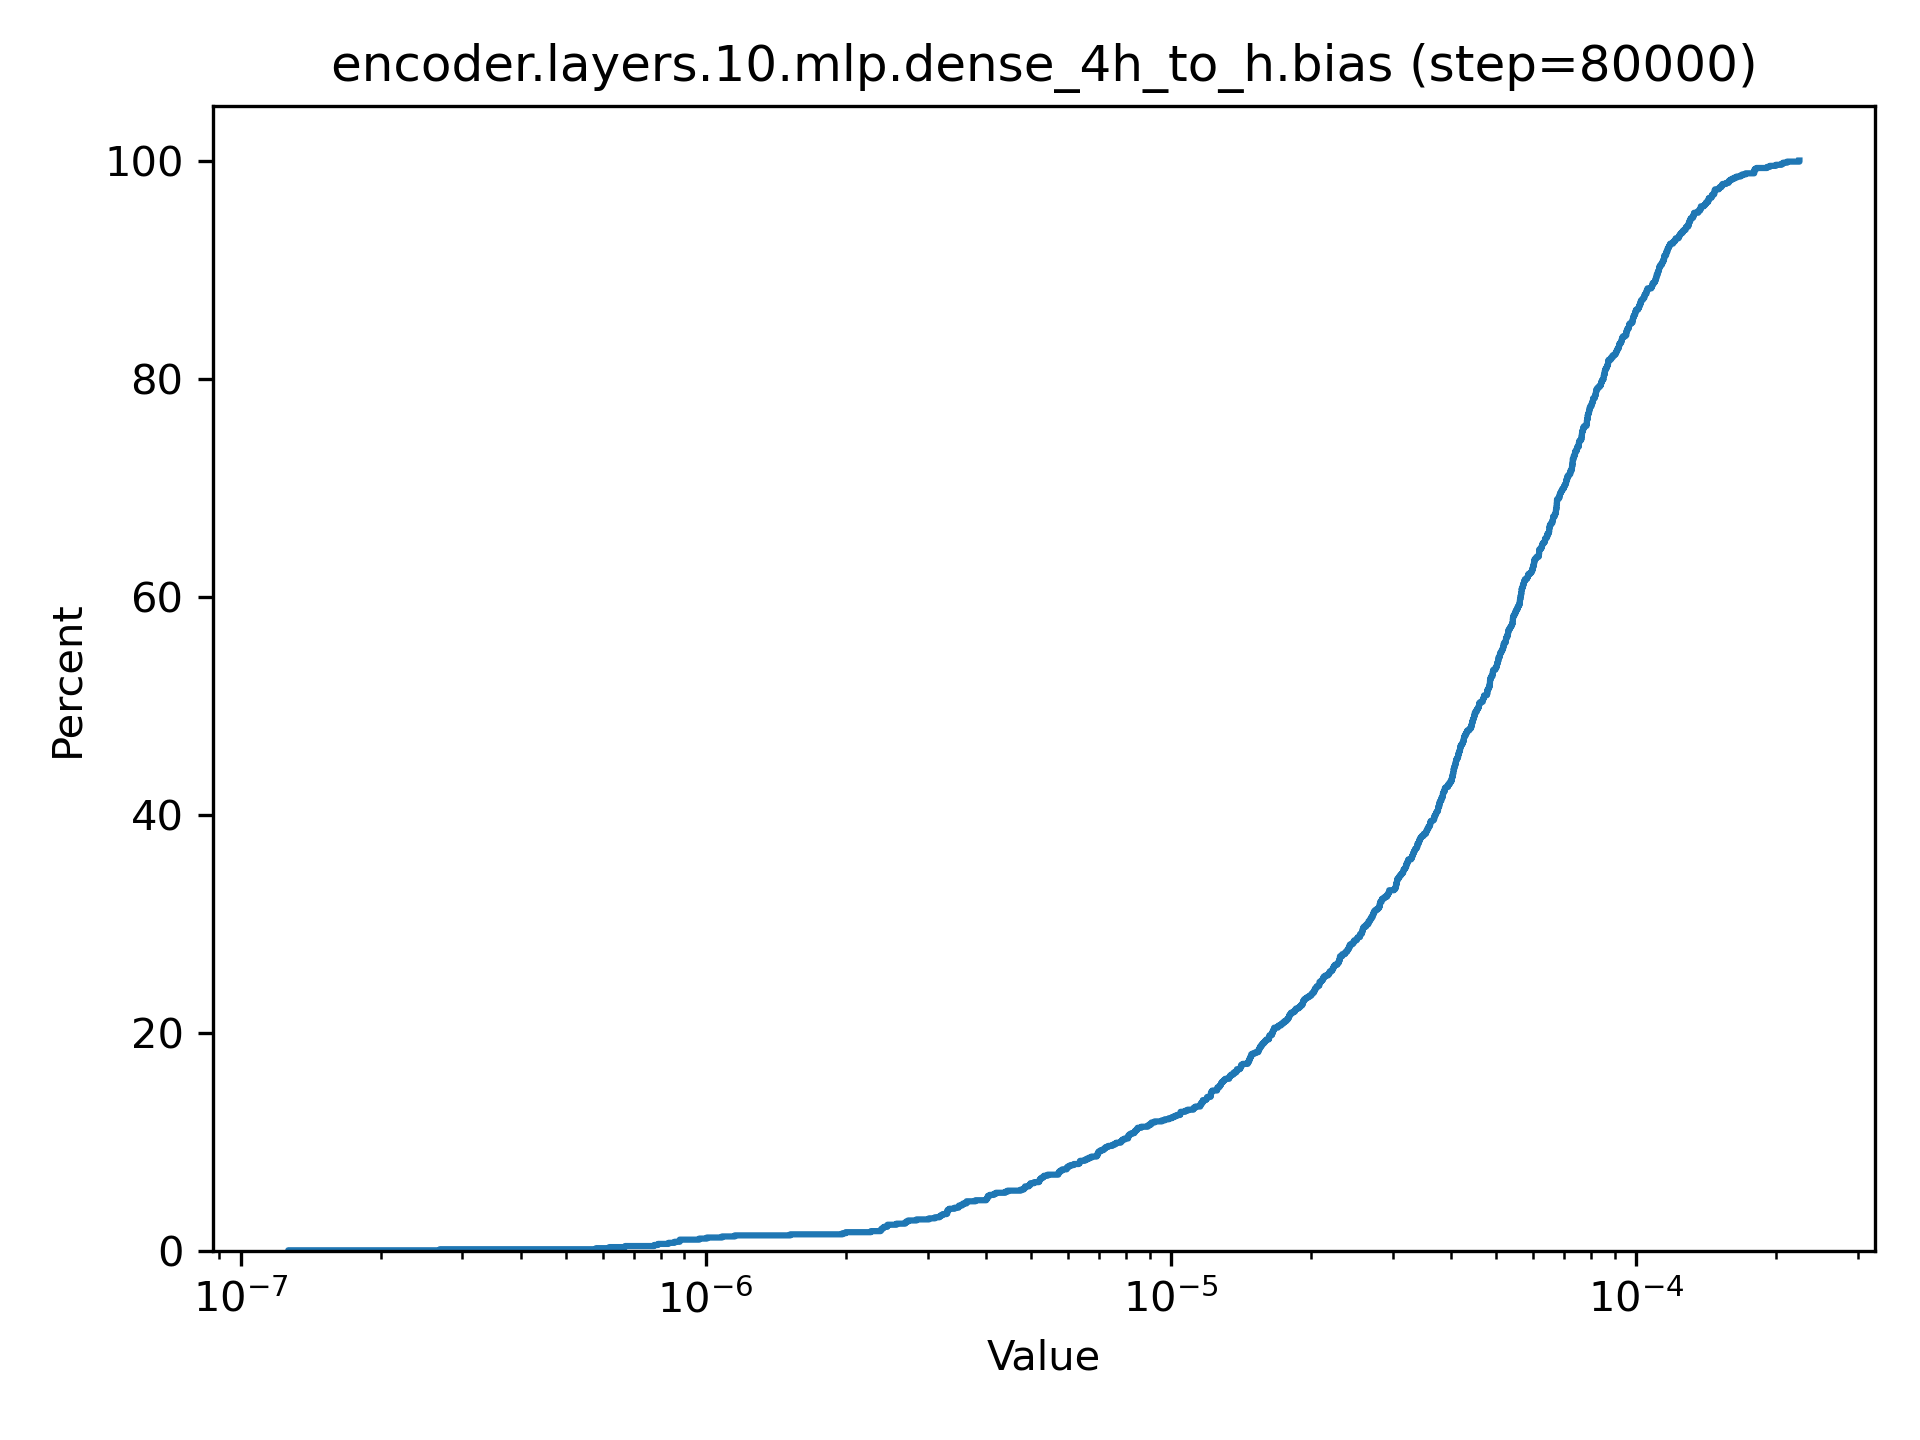 encoder.layers.10.mlp.dense_4h_to_h.bias (step=80000)
Percent
100
80
60
40
20
0
10⁻⁷ 10⁻⁶ 10⁻⁵ 10⁻⁴
Value